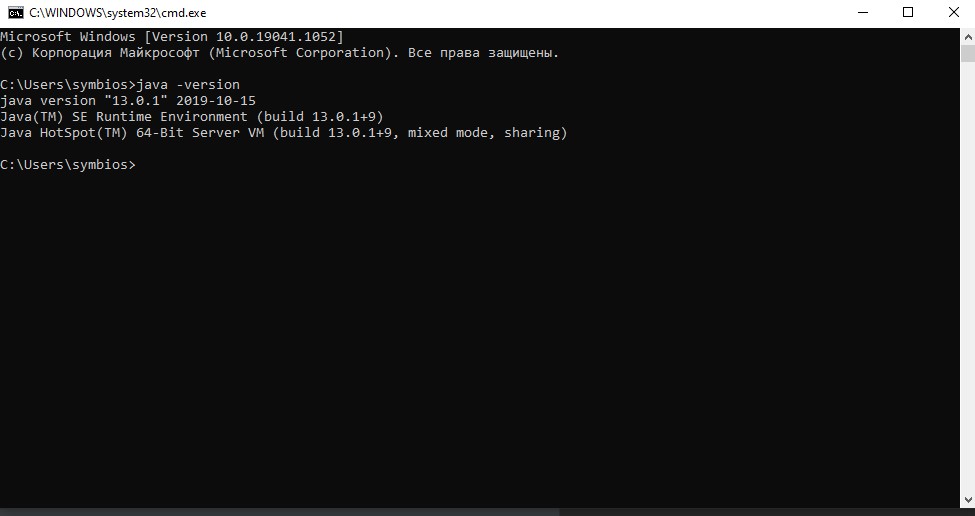 C:\WINDOWS\system32\cmd.exe
Microsoft Windows [Version 10.0.19041.1052]
(c) Корпорация Майкрософт (Microsoft Corporation). Все права защищены.
C:\Users\symbios>java -version
java version "13.0.1" 2019-10-15
Java(TM) SE Runtime Environment (build 13.0.1+9)
Java HotSpot(TM) 64-Bit Server VM (build 13.0.1+9, mixed mode, sharing)
C:\Users\symbios>